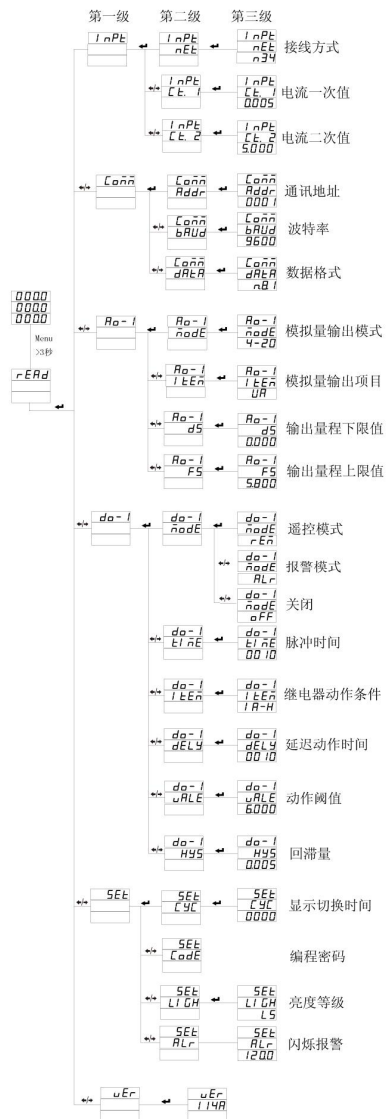 第一级 第二级 第三级
InPt InPt nEt InPt nEt n34 接线方式
InPt Ct. 1 InPt Ct. 1 0.005 电流一次值
InPt Ct. 2 InPt Ct. 2 5.000 电流二次值
Conn Conn Addr Conn Addr 0001 通讯地址
Conn bAUd Conn bAUd 9600 波特率
Conn dAtA Conn dAtA n.8.1 数据格式
000.0
000.0
000.0
Menu
>3秒
rEAd
Ao-1 Ao-1 nodE Ao-1 nodE 4-20 模拟量输出模式
Ao-1 ItEn Ao-1 ItEn UA 模拟量输出项目
Ao-1 dS Ao-1 dS 0.000 输出量程下限值
Ao-1 FS Ao-1 FS 5.800 输出量程上限值
do-1 do-1 nodE do-1 nodE rEn 遥控模式
do-1 nodE ALr 报警模式
do-1 nodE oFF 关闭
do-1 tInE do-1 tInE 00.10 脉冲时间
do-1 ItEn do-1 ItEn IA-H 继电器动作条件
do-1 dELy do-1 dELy 00.10 延迟动作时间
do-1 vALE do-1 vALE 6.000 动作阈值
do-1 HYS do-1 HYS 0.005 回滞量
SEt SEt CYC SEt CYC 0000 显示切换时间
SEt CodE 编程密码
SEt LIGH SEt LIGH L5 亮度等级
SEt ALr SEt ALr 120.0 闪烁报警
vEr vEr 114A